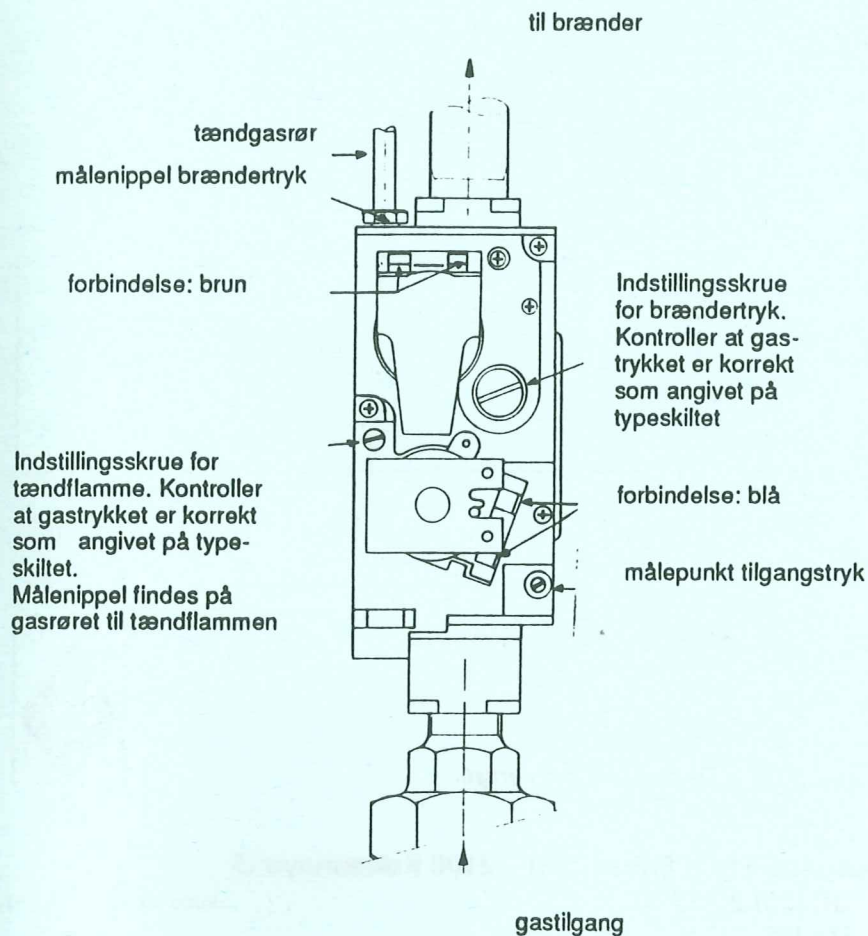 til brænder
tændgasrør
målenippel brændertryk
forbindelse: brun
Indstillingsskrue
for brændertryk.
Kontroller at gas-
trykket er korrekt
som angivet på
typeskiltet
Indstillingsskrue for
tændflamme. Kontroller
at gastrykket er korrekt
som angivet på type-
skiltet.
Målenippel findes på
gasrøret til tændflammen
forbindelse: blå
målepunkt tilgangstryk
gastilgang